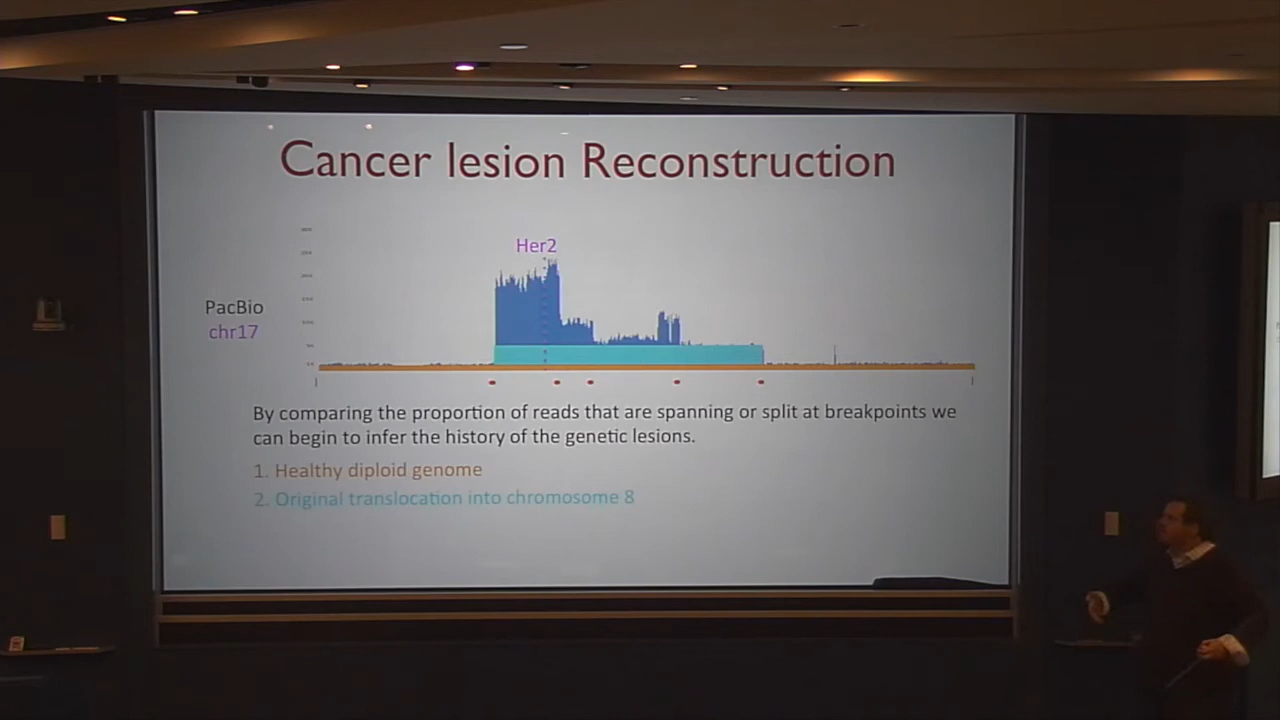 Cancer lesion Reconstruction
Her2
PacBio
chr17
By comparing the proportion of reads that are spanning or split at breakpoints we
can begin to infer the history of the genetic lesions.
1. Healthy diploid genome
2. Original translocation into chromosome 8